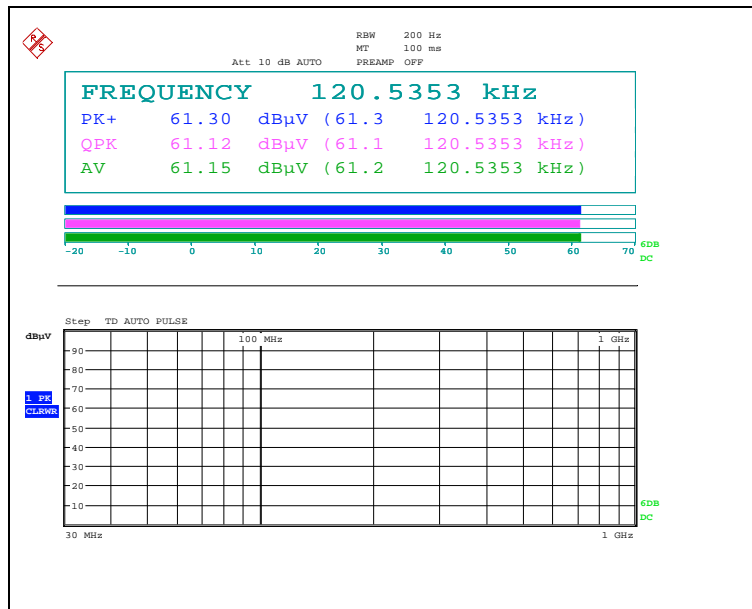 R S
RBW 200 Hz
MT 100 ms
Att 10 dB AUTO PREAMP OFF
FREQUENCY 120.5353 kHz
PK+ 61.30 dBµV (61.3 120.5353 kHz)
QPK 61.12 dBµV (61.1 120.5353 kHz)
AV 61.15 dBµV (61.2 120.5353 kHz)
-20 -10 0 10 20 30 40 50 60 70
6DB
DC
Step TD AUTO PULSE
dBµV
100 MHz 1 GHz
90
80
70
1 PK
CLRWR
60
50
40
30
20
10
6DB
DC
30 MHz 1 GHz